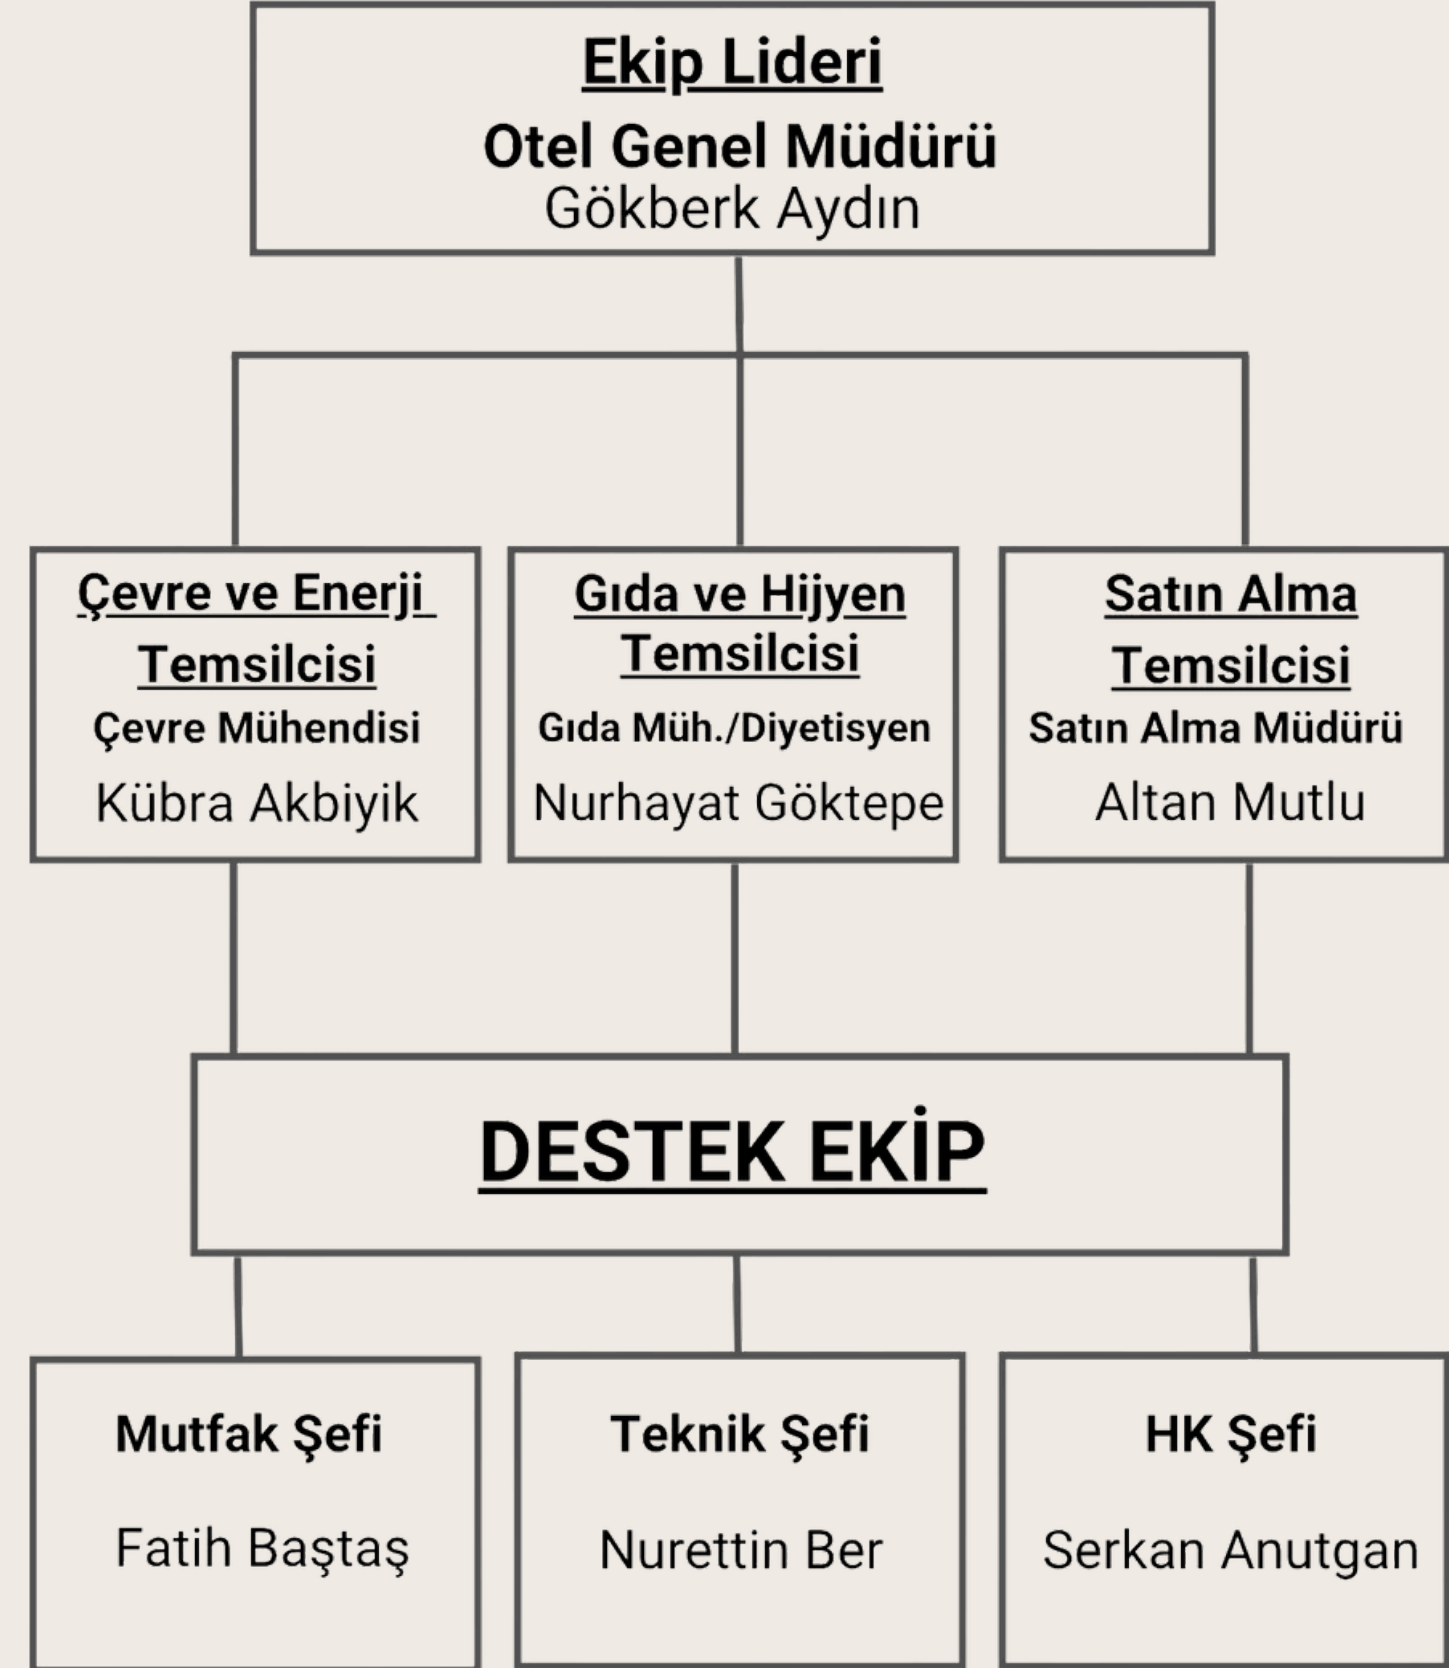 Ekip Lideri
Otel Genel Müdürü
Gökberk Aydın
Çevre ve Enerji
Temsilcisi
Çevre Mühendisi
Kübra Akbiyik
Gıda ve Hijyen
Temsilcisi
Gıda Müh./Diyetisyen
Nurhayat Göktepe
Satın Alma
Temsilcisi
Satın Alma Müdürü
Altan Mutlu
DESTEK EKİP
Mutfak Şefi
Fatih Baştaş
Teknik Şefi
Nurettin Ber
HK Şefi
Serkan Anutgan